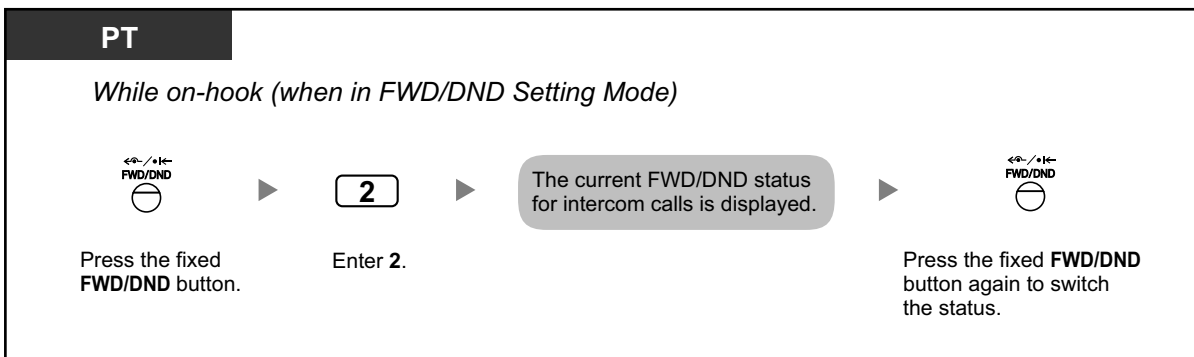 PT
While on-hook (when in FWD/DND Setting Mode)
FWD/DND
2
The current FWD/DND status
for intercom calls is displayed.
FWD/DND
Press the fixed
FWD/DND button.
Enter 2.
Press the fixed FWD/DND
button again to switch
the status.